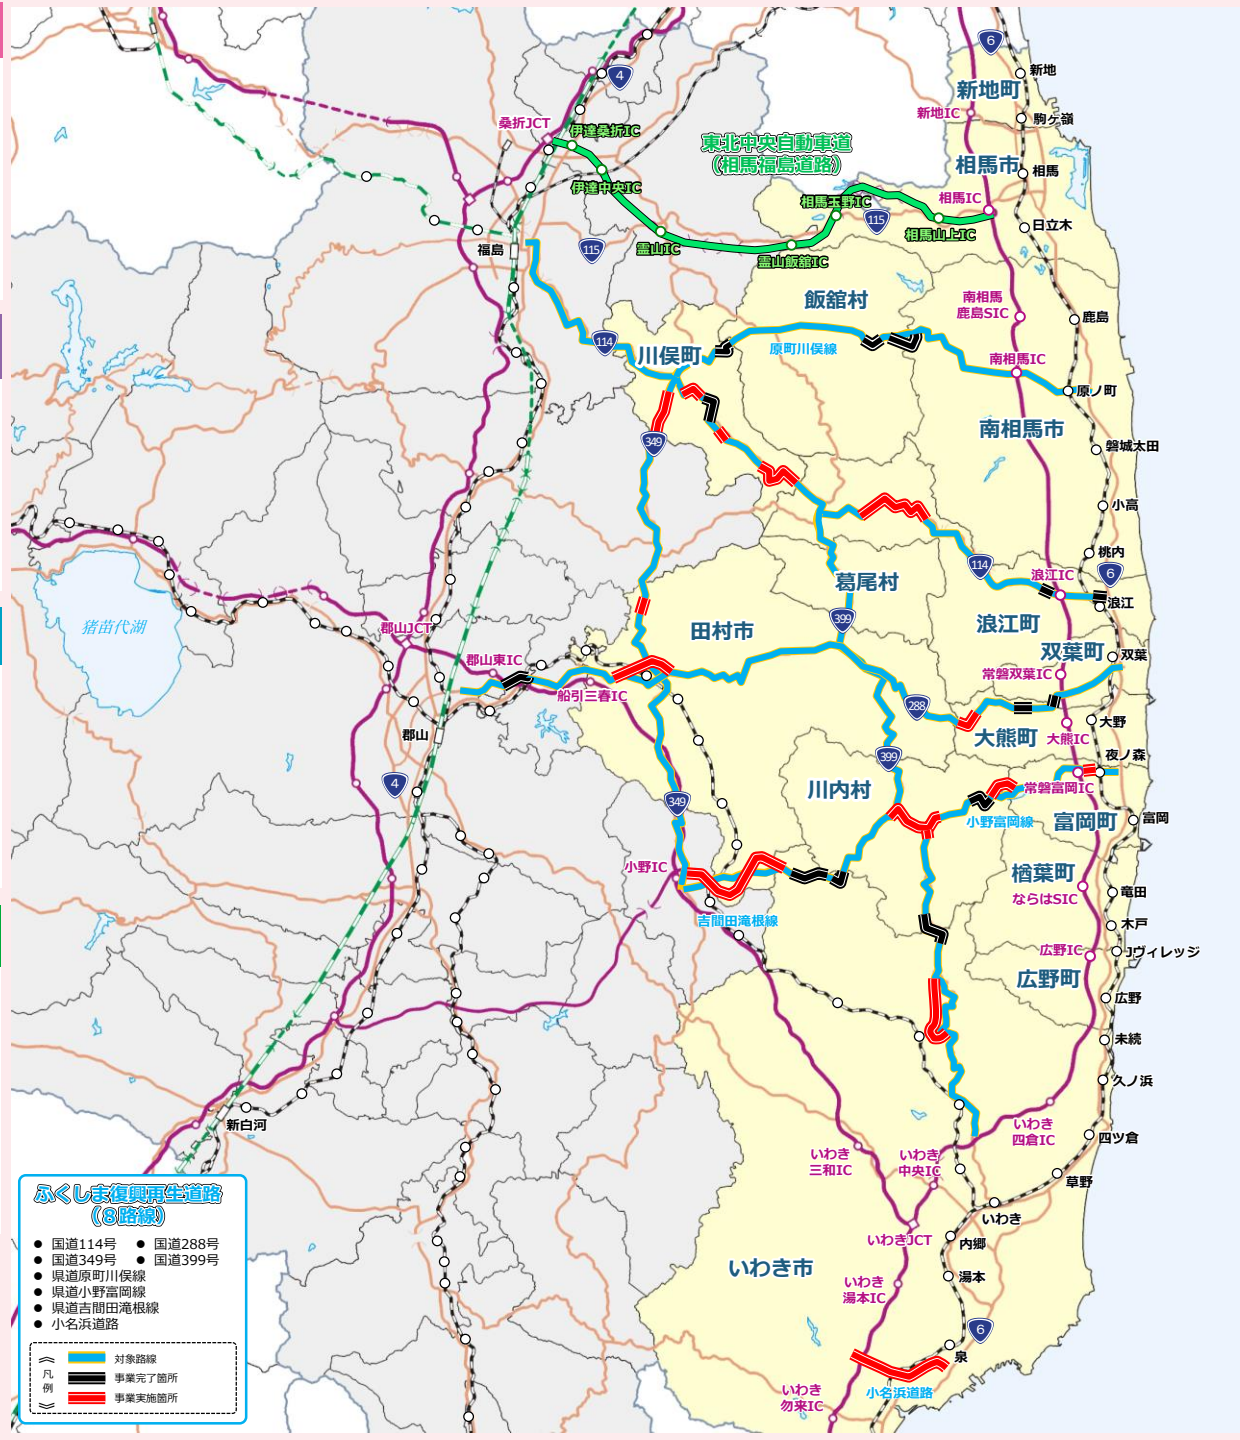 6
新地
4
新地町
新地IC
桑折JCT
伊達桑折IC
駒ケ嶺
東北中央自動車道
（相馬福島道路）
相馬市
相馬
伊達中央IC
相馬玉野IC
相馬IC
115
相馬山上IC
日立木
福島
115
霊山IC
霊山飯舘IC
飯舘村
南相馬
鹿島SIC
鹿島
114
川俣町
原町川俣線
南相馬IC
原ノ町
349
南相馬市
磐城太田
小高
桃内
114
浪江IC
6
葛尾村
浪江
猪苗代湖
399
浪江町
田村市
郡山JCT
双葉町
双葉
郡山東IC
常磐双葉IC
船引三春IC
288
大野
郡山
大熊町
大熊IC
399
夜ノ森
4
川内村
常磐富岡IC
349
小野富岡線
富岡町
富岡
小野IC
楢葉町
竜田
ならはSIC
吉間田滝根線
木戸
広野IC
Jヴィレッジ
広野町
広野
末続
久ノ浜
新白河
いわき
四倉IC
四ツ倉
いわき
三和IC
いわき
中央IC
草野
いわき
いわきJCT
内郷
いわき市
湯本
いわき
湯本IC
6
泉
小名浜道路
いわき
勿来IC
ふくしま復興再生道路
（８路線）
● 国道114号 ● 国道288号
● 国道349号 ● 国道399号
● 県道原町川俣線
● 県道小野富岡線
● 県道吉間田滝根線
● 小名浜道路
凡例
対象路線
事業完了箇所
事業実施箇所